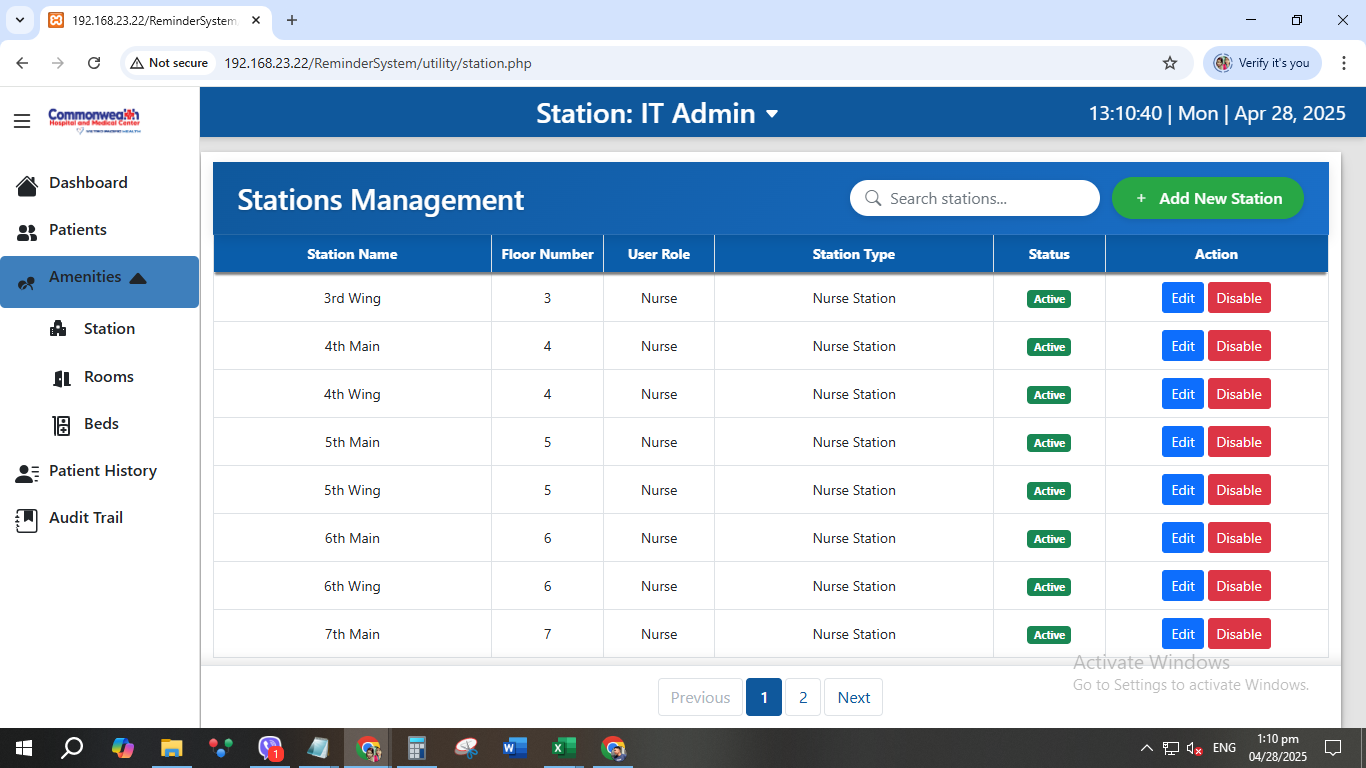 192.168.23.22/ReminderSystem
Not secure
192.168.23.22/ReminderSystem/utility/station.php
Verify it's you
Commonwealth
Hospital and Medical Center
Station: IT Admin
13:10:40 | Mon | Apr 28, 2025
Dashboard
Patients
Amenities
Station
Rooms
Beds
Patient History
Audit Trail
Stations Management
Search stations...
+ Add New Station
Station Name Floor Number User Role Station Type Status Action
3rd Wing 3 Nurse Nurse Station Active Edit Disable
4th Main 4 Nurse Nurse Station Active Edit Disable
4th Wing 4 Nurse Nurse Station Active Edit Disable
5th Main 5 Nurse Nurse Station Active Edit Disable
5th Wing 5 Nurse Nurse Station Active Edit Disable
6th Main 6 Nurse Nurse Station Active Edit Disable
6th Wing 6 Nurse Nurse Station Active Edit Disable
7th Main 7 Nurse Nurse Station Active Edit Disable
Activate Windows
Go to Settings to activate Windows.
Previous 1 2 Next
1
ENG
1:10 pm
04/28/2025